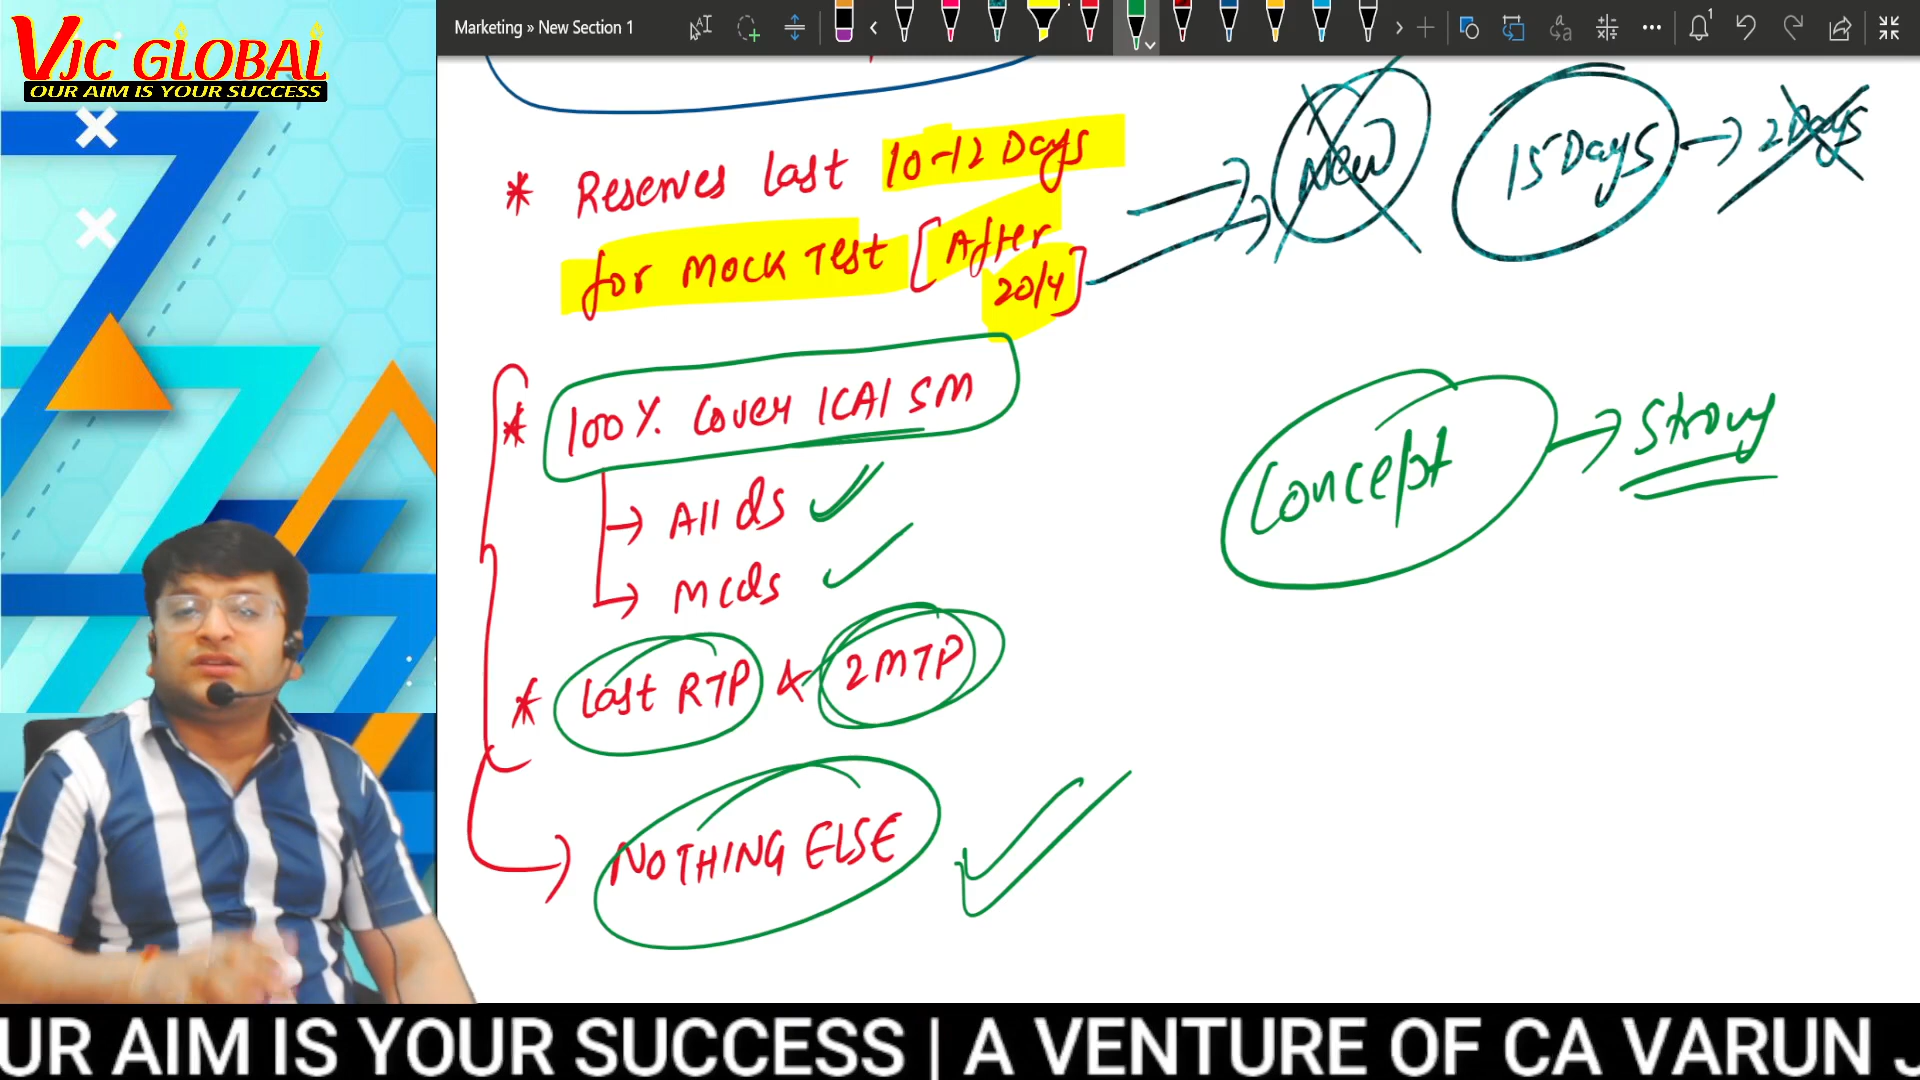 VJC GLOBAL
OUR AIM IS YOUR SUCCESS
Marketing » New Section 1
* Reserves last 10-12 Days
for Mock Test [After
20/4]
New
15 Days → 2 Days
* 100% Cover ICAI SM
→ All Qs
→ MCQs
* Last RTP & 2 MTP
→ NOTHING ELSE
Concept → Strong
UR AIM IS YOUR SUCCESS | A VENTURE OF CA VARUN J